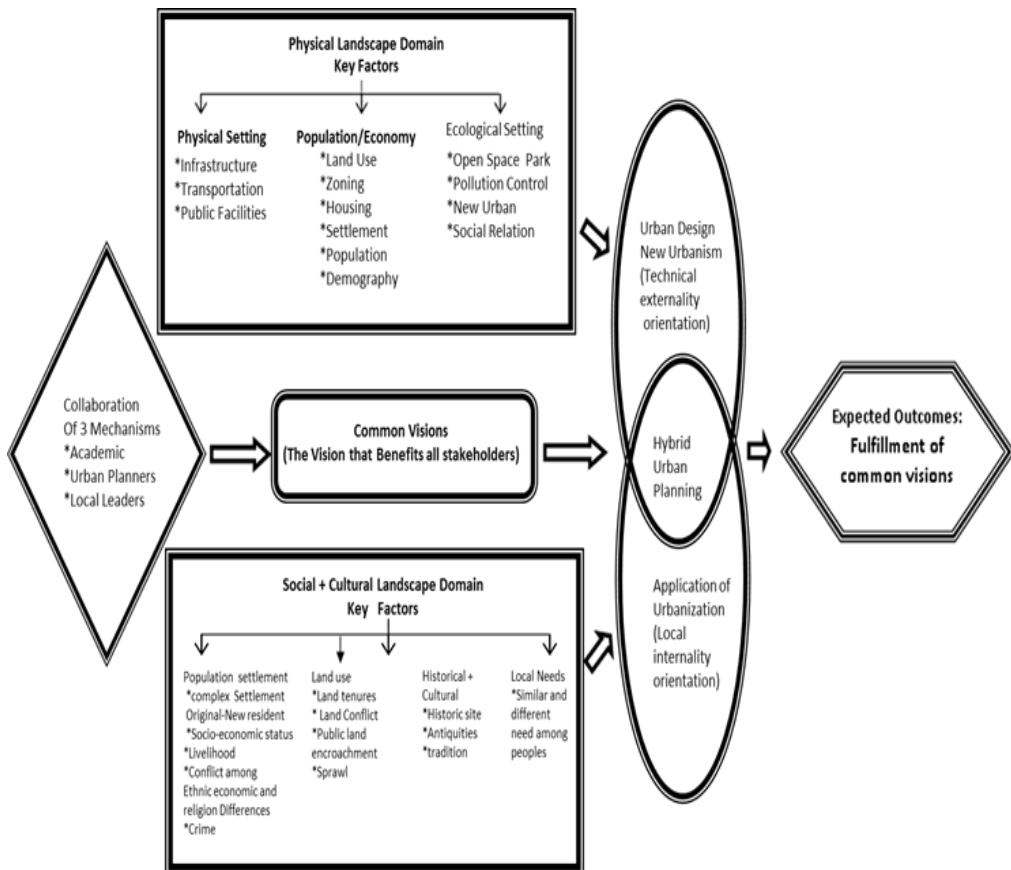 Physical Landscape Domain
Key Factors
Physical Setting
*Infrastructure
*Transportation
*Public Facilities
Population/Economy
*Land Use
*Zoning
*Housing
*Settlement
*Population
*Demography
Ecological Setting
*Open Space Park
*Pollution Control
*New Urban
*Social Relation
Collaboration
Of 3 Mechanisms
*Academic
*Urban Planners
*Local Leaders
Common Visions
(The Vision that Benefits all stakeholders)
Urban Design
New Urbanism
(Technical
externality
orientation)
Hybrid
Urban
Planning
Application of
Urbanization
(Local
internality
orientation)
Expected Outcomes:
Fulfillment of
common visions
Social + Cultural Landscape Domain
Key Factors
Population settlement
*complex Settlement
Original-New resident
*Socio-economic status
*Livelihood
*Conflict among
Ethnic economic and
religion Differences
*Crime
Land use
*Land tenures
* Land Conflict
*Public land
encroachment
*Sprawl
Historical +
Cultural
*Historic site
*Antiquities
*tradition
Local Needs
*Similar and
different
need among
peoples